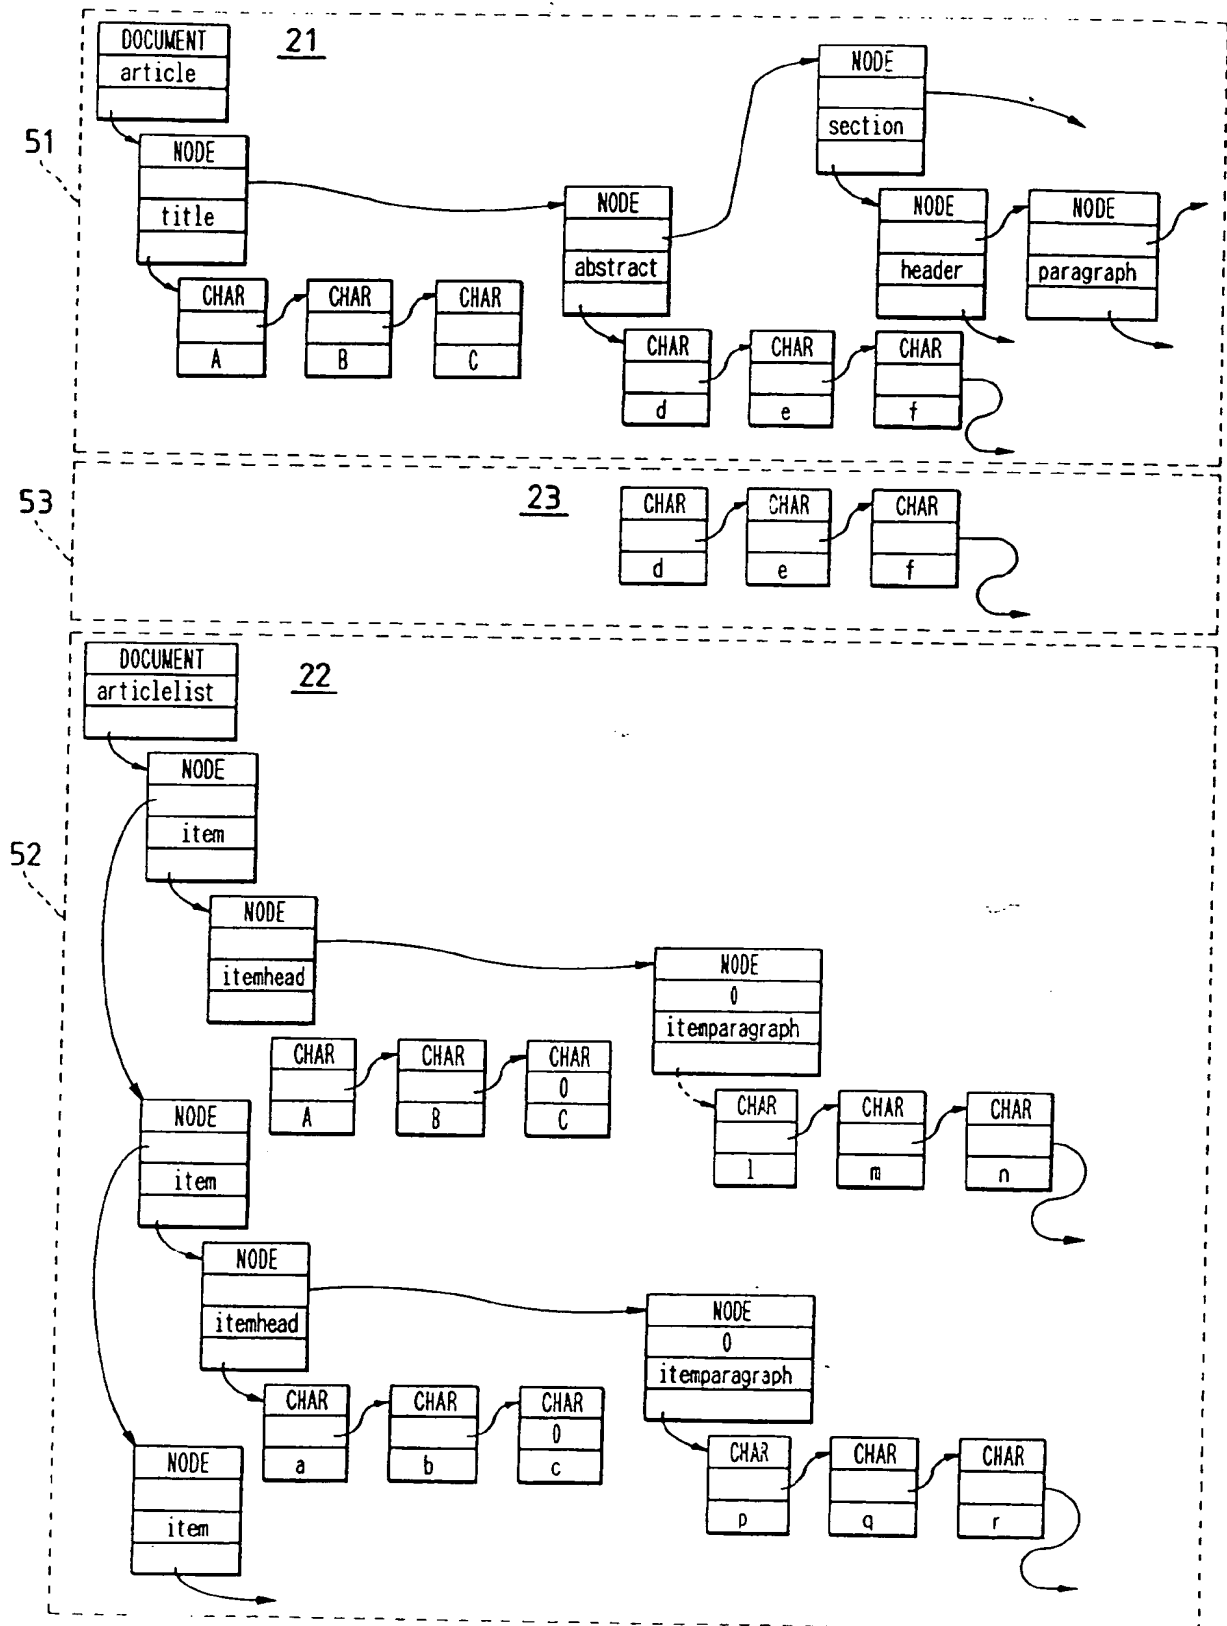 DOCUMENT
article
21
NODE
section
51
NODE
title
NODE
abstract
NODE
header
NODE
paragraph
CHAR
A
CHAR
B
CHAR
C
CHAR
d
CHAR
e
CHAR
f
53
23
CHAR
d
CHAR
e
CHAR
f
DOCUMENT
articlelist
22
NODE
item
52
NODE
itemhead
NODE
0
itemparagraph
CHAR
A
CHAR
B
CHAR
0
C
CHAR
l
CHAR
m
CHAR
n
NODE
item
NODE
itemhead
NODE
0
itemparagraph
CHAR
a
CHAR
b
CHAR
0
c
CHAR
p
CHAR
q
CHAR
r
NODE
item